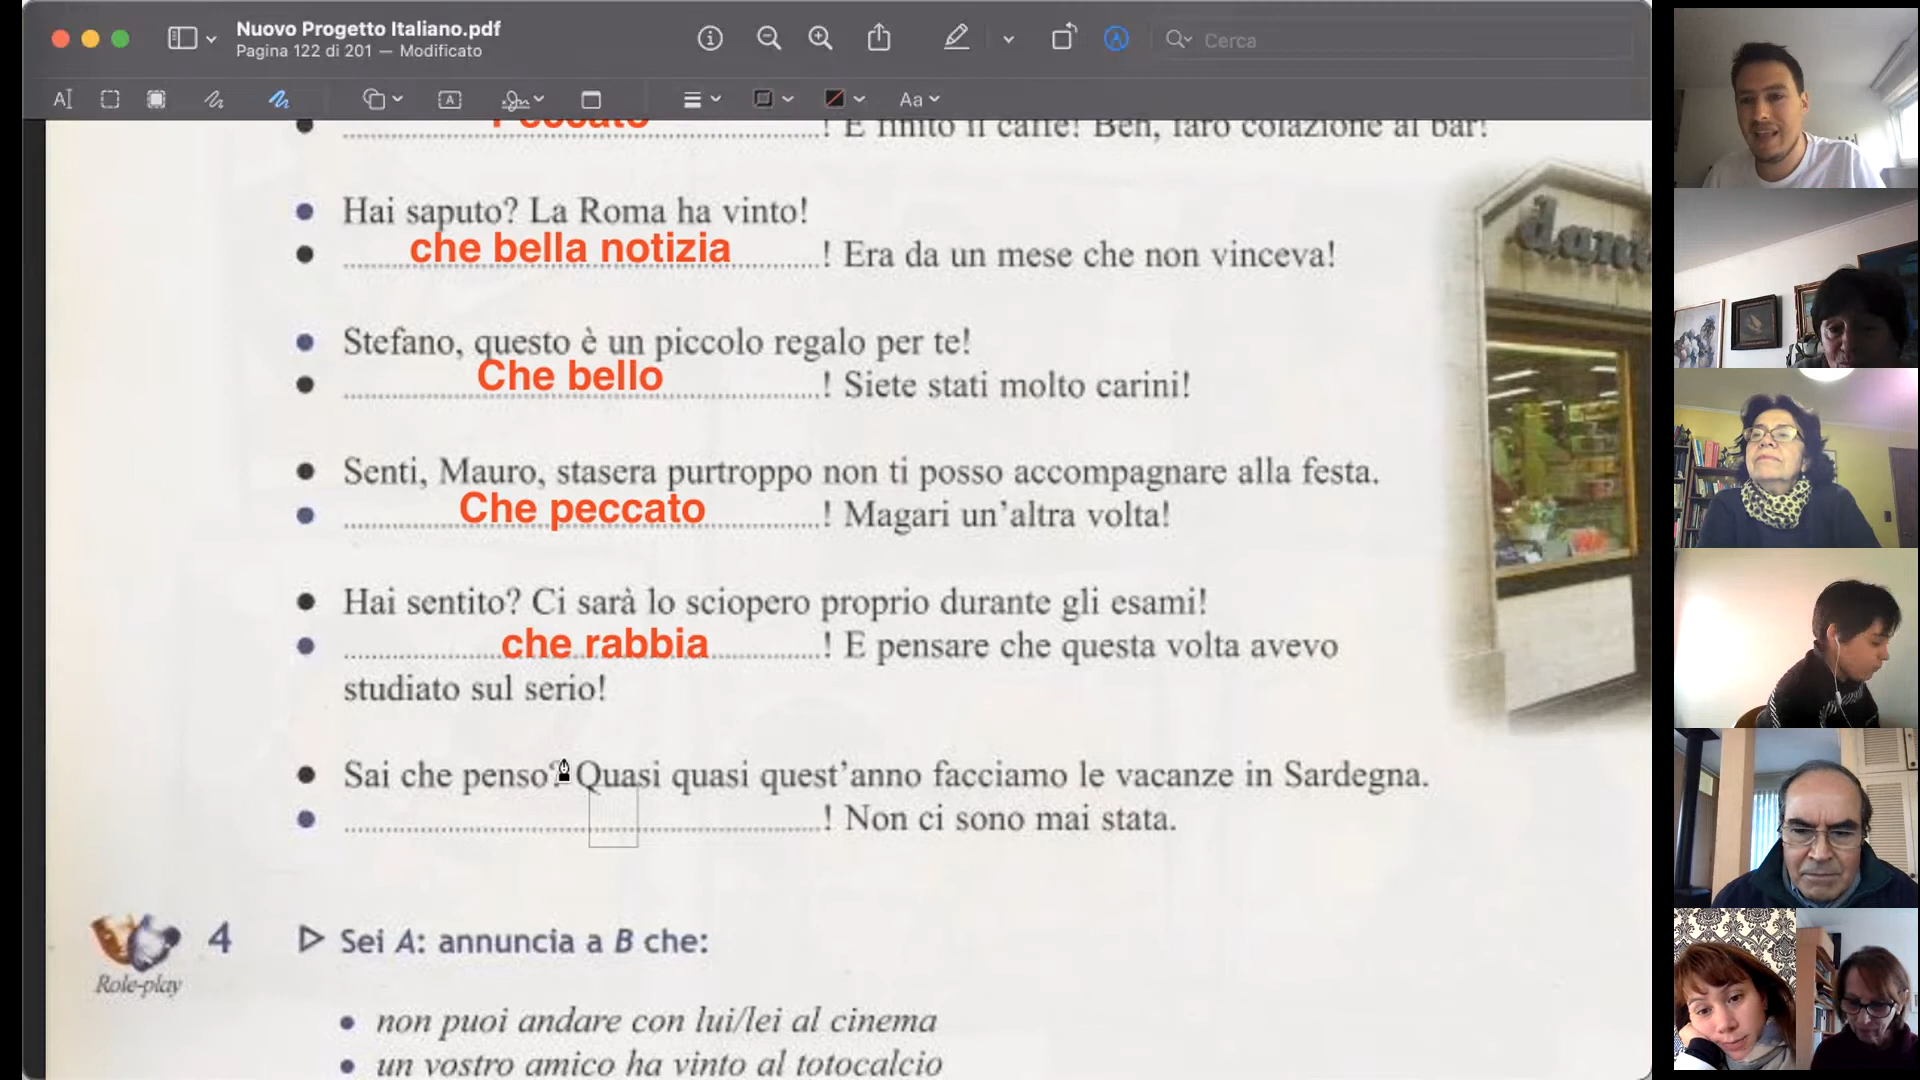 Nuovo Progetto Italiano.pdf
Pagina 122 di 201 — Modificato
Cerca
A
Aa
Peccato
! È finito il caffè! Beh, farò colazione al bar!
Hai saputo? La Roma ha vinto!
che bella notizia
! Era da un mese che non vinceva!
Stefano, questo è un piccolo regalo per te!
Che bello
! Siete stati molto carini!
Senti, Mauro, stasera purtroppo non ti posso accompagnare alla festa.
Che peccato
! Magari un'altra volta!
Hai sentito? Ci sarà lo sciopero proprio durante gli esami!
che rabbia
! E pensare che questa volta avevo
studiato sul serio!
Sai che penso? Quasi quasi quest'anno facciamo le vacanze in Sardegna.
! Non ci sono mai stata.
4
Sei A: annuncia a B che:
Role-play
non puoi andare con lui/lei al cinema
un vostro amico ha vinto al totocalcio